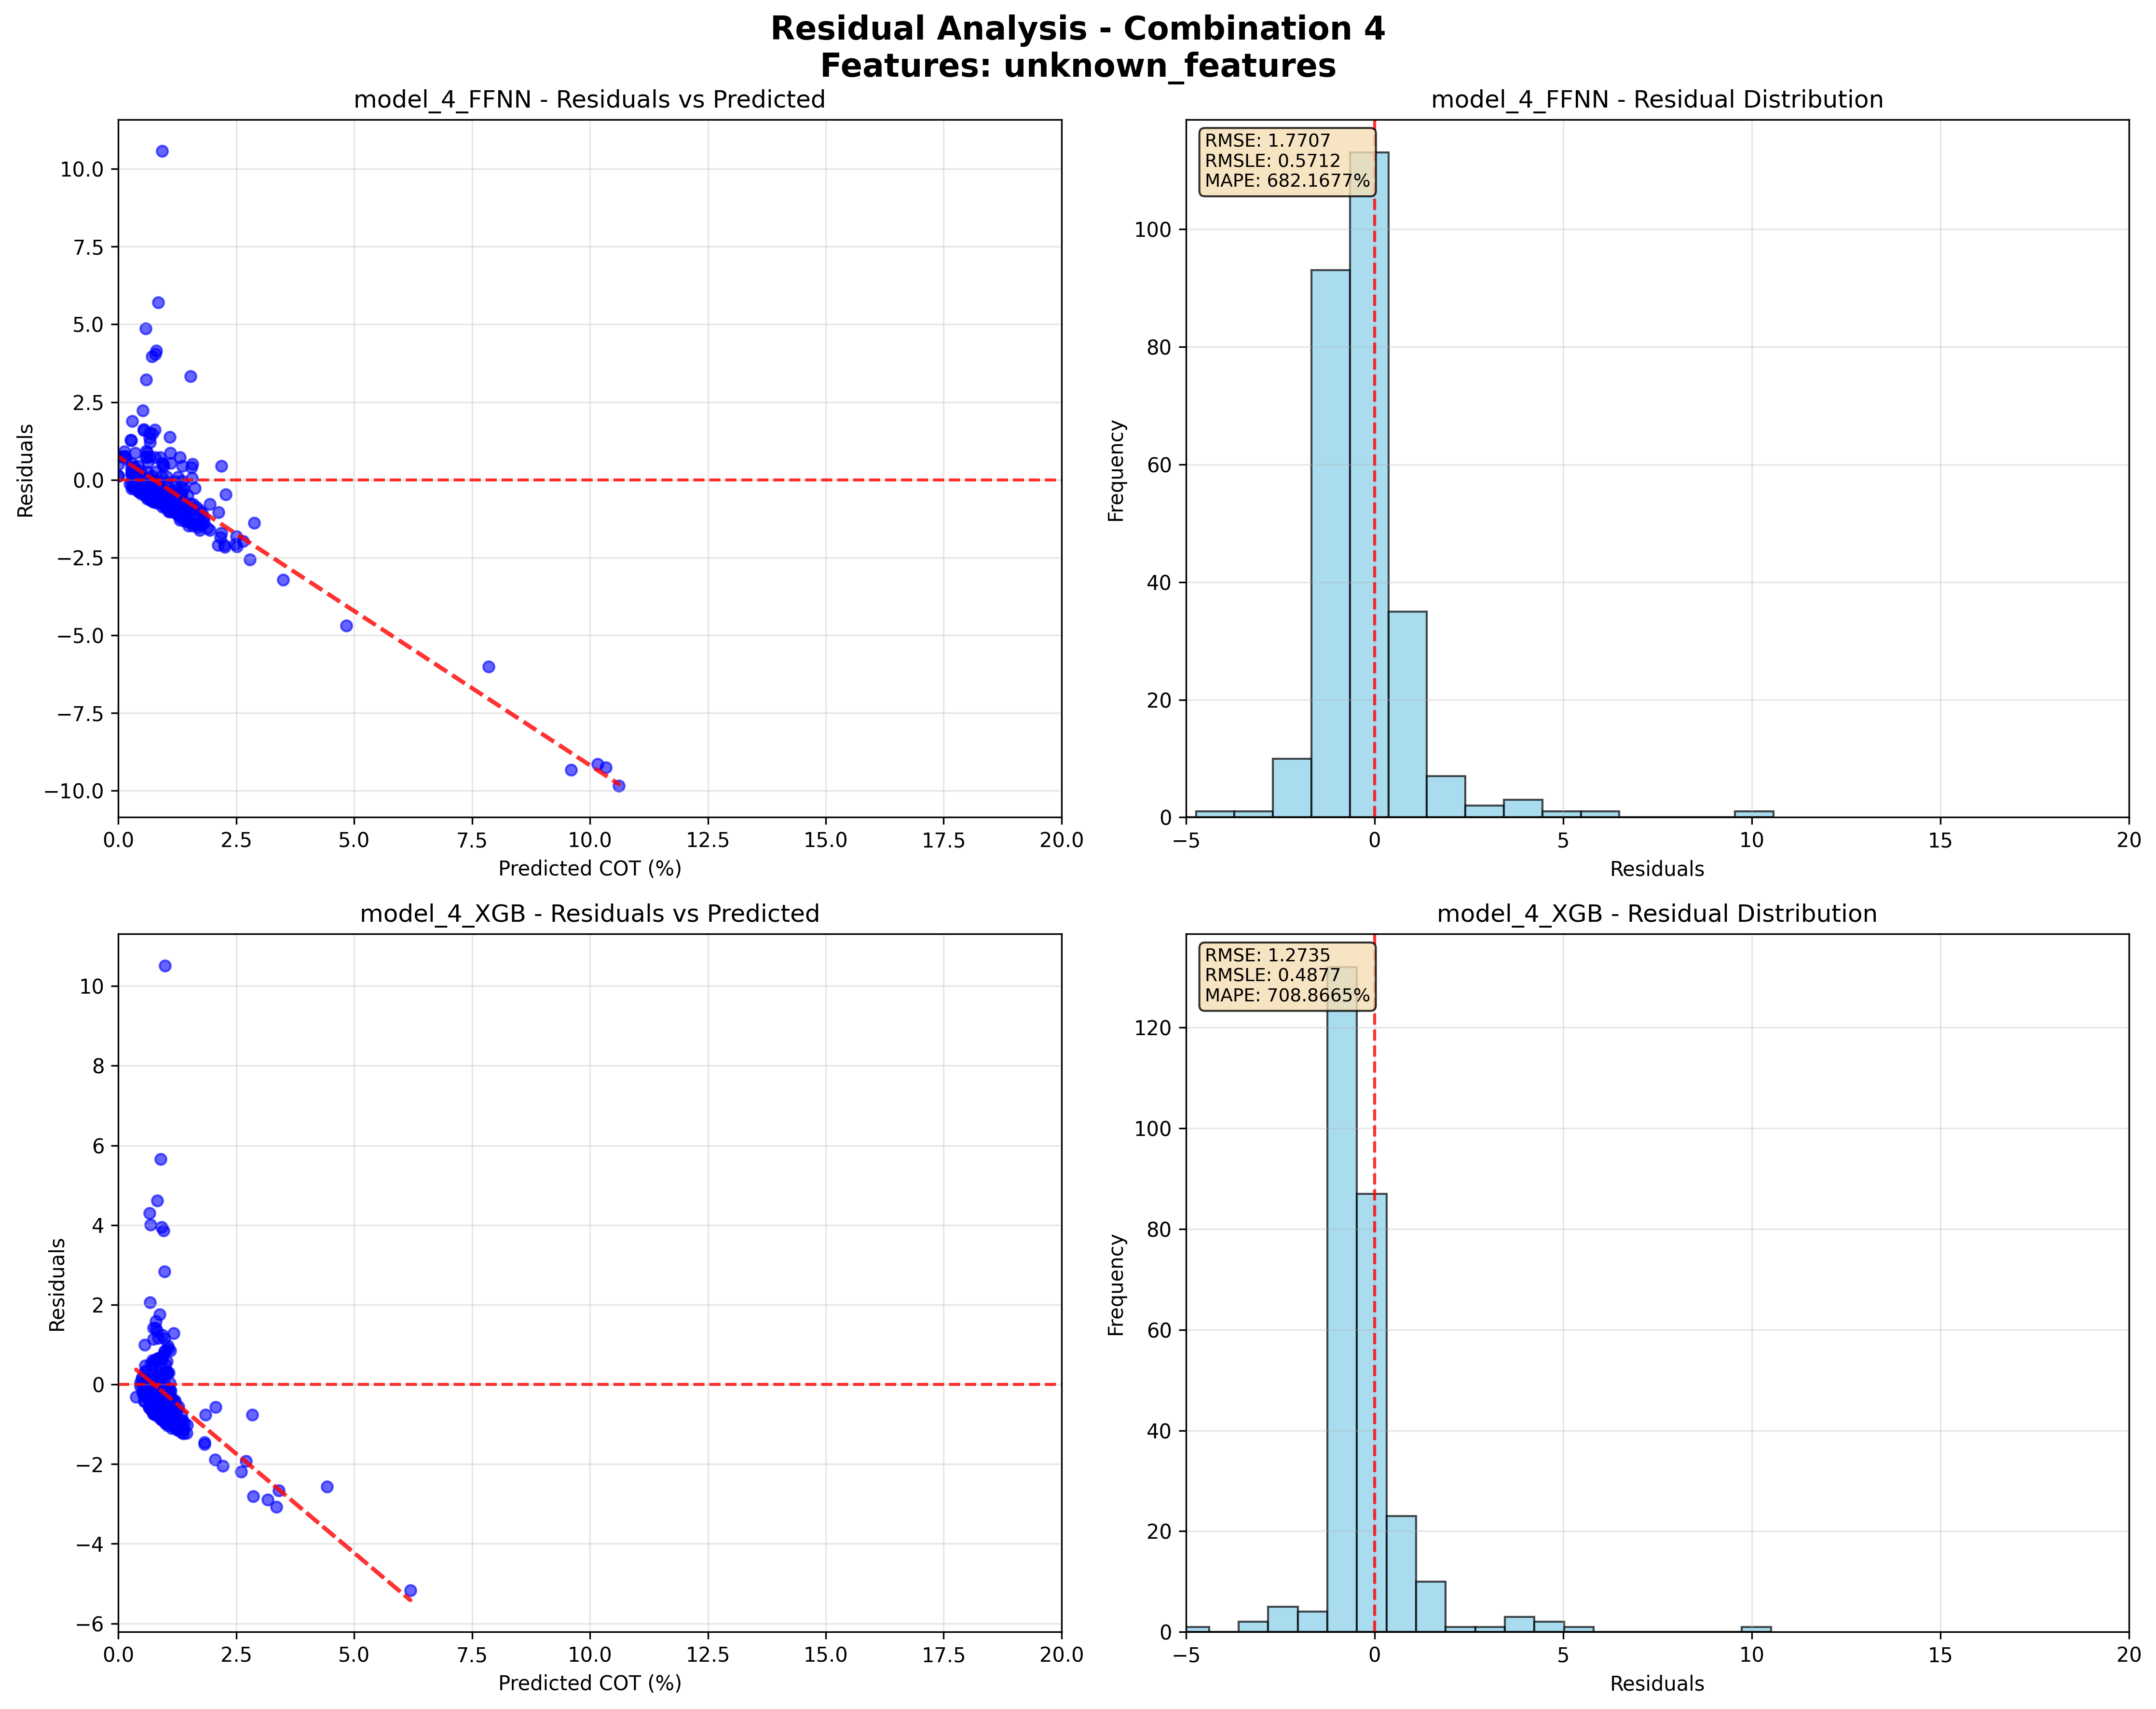 Residual Analysis - Combination 4
Features: unknown_features
model_4_FFNN - Residuals vs Predicted
10.0
7.5
5.0
2.5
0.0
−2.5
−5.0
−7.5
−10.0
Residuals
0.0 2.5 5.0 7.5 10.0 12.5 15.0 17.5 20.0
Predicted COT (%)
model_4_FFNN - Residual Distribution
RMSE: 1.7707
RMSLE: 0.5712
MAPE: 682.1677%
100
80
60
40
20
0
Frequency
−5 0 5 10 15 20
Residuals
model_4_XGB - Residuals vs Predicted
10
8
6
4
2
0
−2
−4
−6
Residuals
0.0 2.5 5.0 7.5 10.0 12.5 15.0 17.5 20.0
Predicted COT (%)
model_4_XGB - Residual Distribution
RMSE: 1.2735
RMSLE: 0.4877
MAPE: 708.8665%
120
100
80
60
40
20
0
Frequency
−5 0 5 10 15 20
Residuals